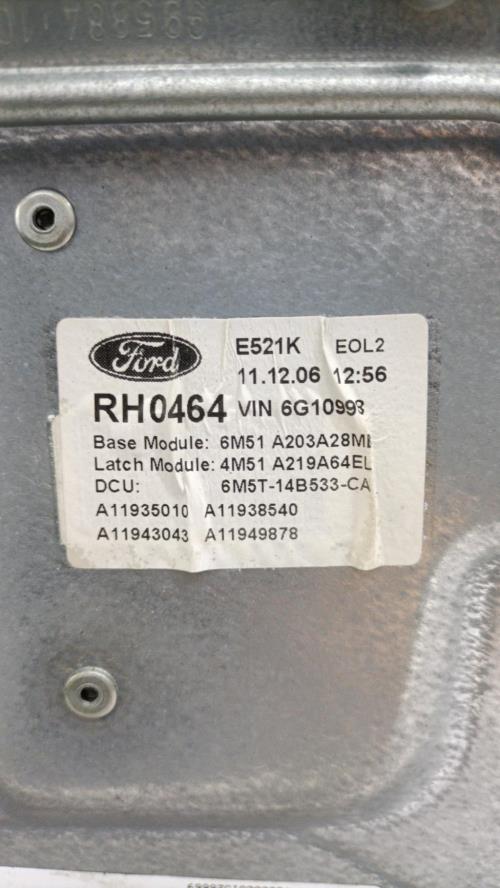 Ford E521K EOL2
11.12.06 12:56
RH0464 VIN 6G10993
Base Module: 6M51 A203A28ML
Latch Module: 4M51 A219A64EL
DCU: 6M5T-14B533-CA
A11935010 A11938540
A11943043 A11949878